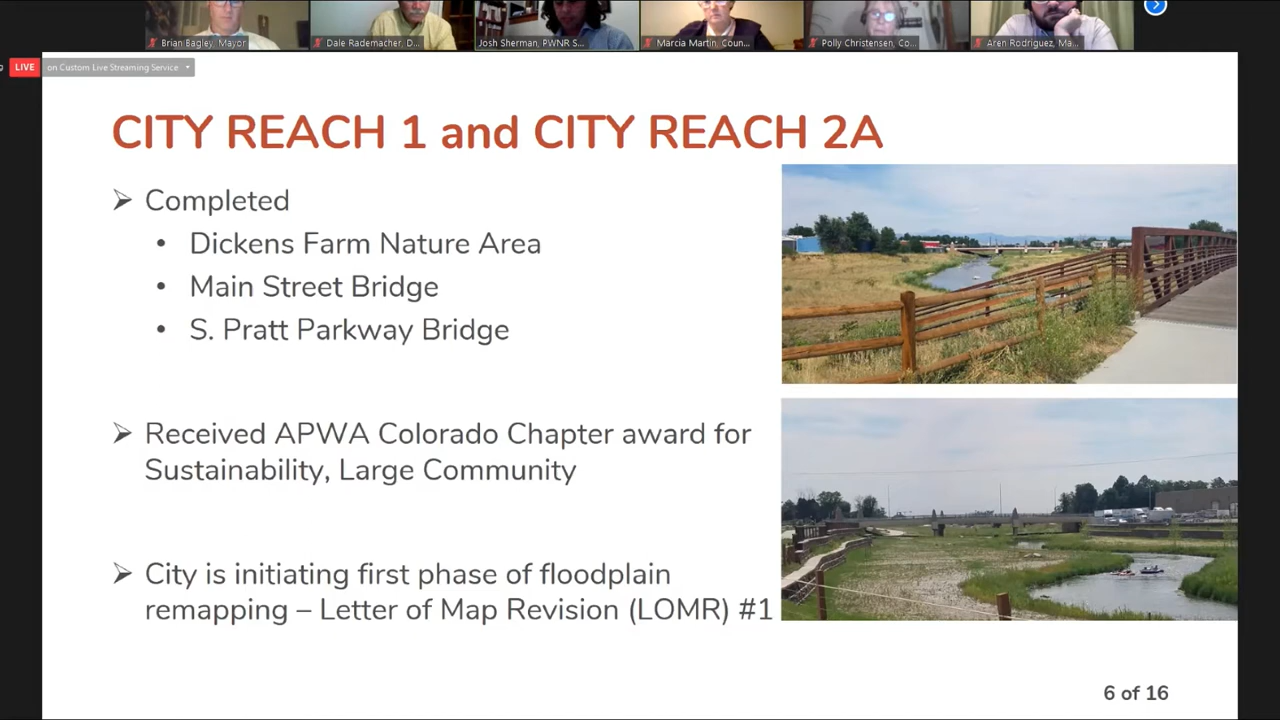 Brian Bagley, Mayor
Dale Rademacher, D...
Josh Sherman, PWNR S...
Marcia Martin, Coun...
Polly Christensen, Co...
Aren Rodriguez, Ma...
LIVE on Custom Live Streaming Service
CITY REACH 1 and CITY REACH 2A
➢ Completed
• Dickens Farm Nature Area
• Main Street Bridge
• S. Pratt Parkway Bridge
➢ Received APWA Colorado Chapter award for
Sustainability, Large Community
➢ City is initiating first phase of floodplain
remapping – Letter of Map Revision (LOMR) #1
6 of 16